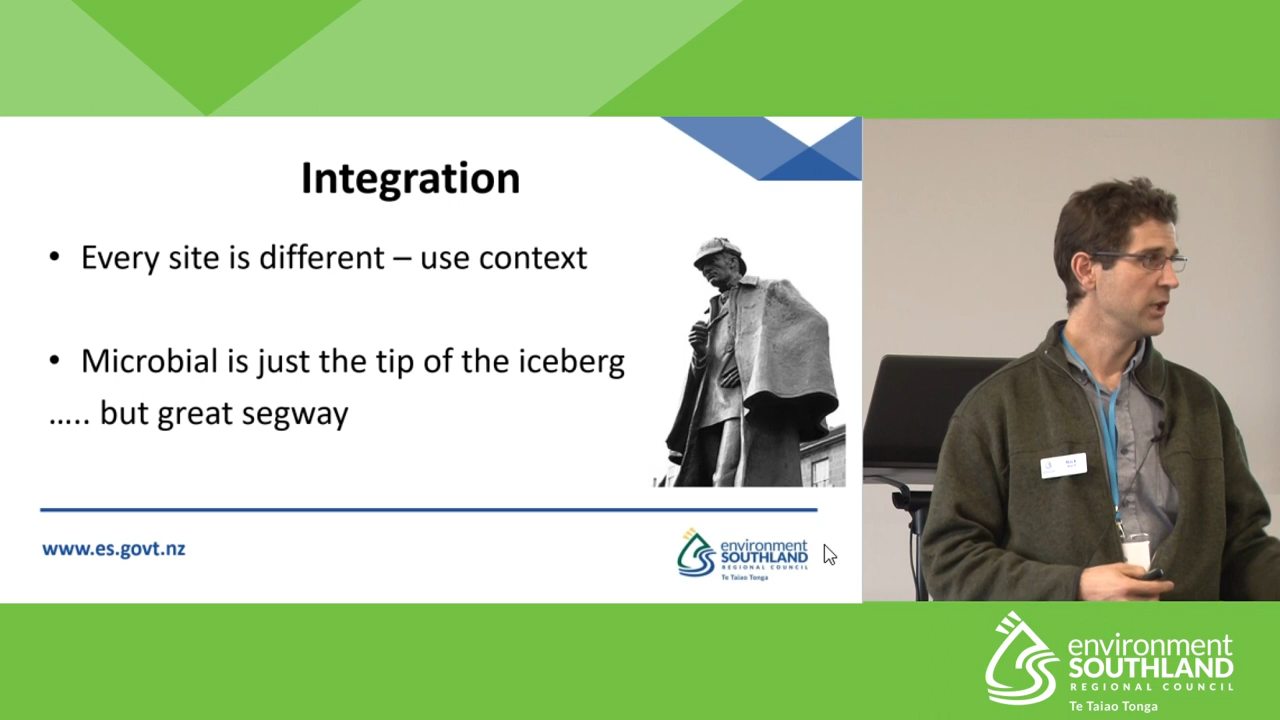 Integration
• Every site is different – use context
• Microbial is just the tip of the iceberg
..... but great segway
www.es.govt.nz
environment
SOUTHLAND
REGIONAL COUNCIL
Te Taiao Tonga
environment
SOUTHLAND
REGIONAL COUNCIL
Te Taiao Tonga